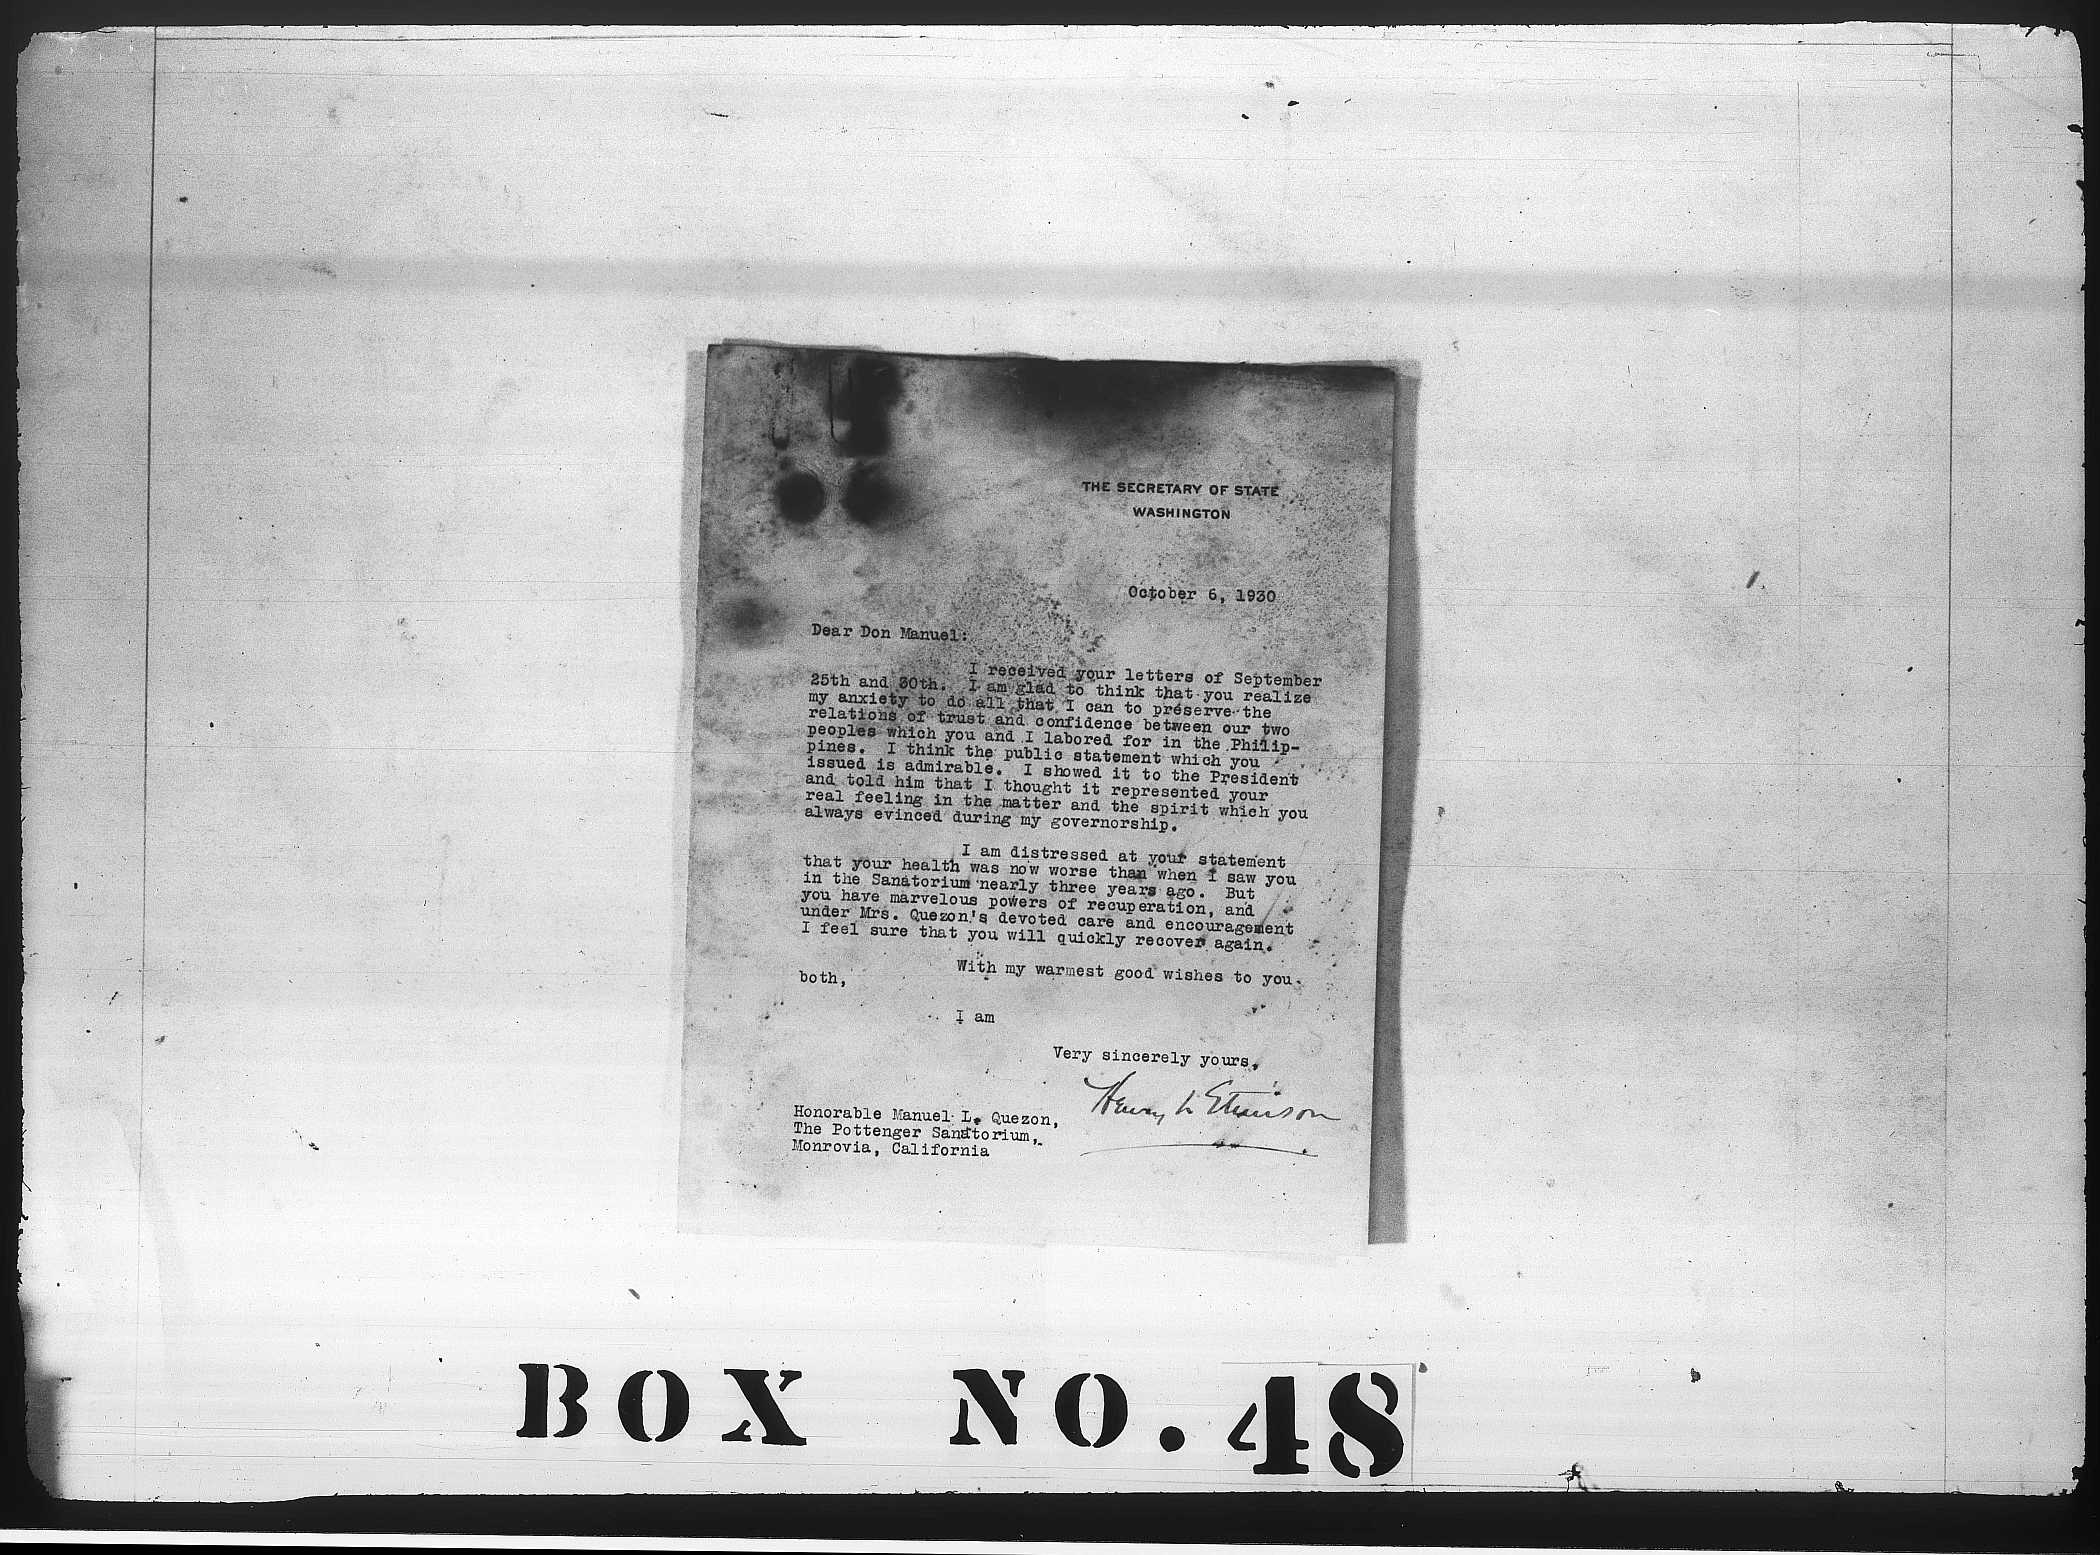 THE SECRETARY OF STATE
WASHINGTON
October 6, 1930
Dear Don Manuel:
I received your letters of September
25th and 30th. I am glad to think that you realize
my anxiety to do all that I can to preserve the
relations of trust and confidence between our two
peoples which you and I labored for in the Philip-
pines. I think the public statement which you
issued is admirable. I showed it to the President
and told him that I thought it represented your
real feeling in the matter and the spirit which you
always evinced during my governorship.
I am distressed at your statement
that your health was now worse than when I saw you
in the Sanatorium nearly three years ago. But
you have marvelous powers of recuperation, and
under Mrs. Quezon's devoted care and encouragement
I feel sure that you will quickly recover again.
With my warmest good wishes to you
both,
I am
Very sincerely yours,
Henry L Stimson
Honorable Manuel L. Quezon,
The Pottenger Sanatorium,
Monrovia, California
BOX NO. 48